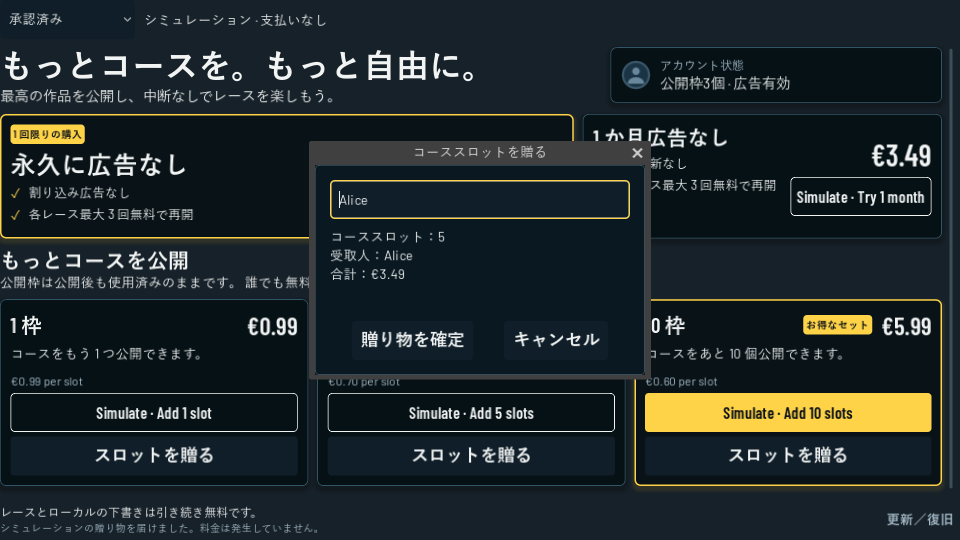 承認済み
シミュレーション · 支払いなし
もっとコースを。もっと自由に。
最高の作品を公開し、中断なしでレースを楽しもう。
アカウント状態
公開枠3個 · 広告有効
1回限りの購入
永久に広告なし
✓ 割り込み広告なし
✓ 各レース最大 3 回無料で再開
1 か月広告なし
€3.49
新なし
ス最大 3 回無料で再開
Simulate · Try 1 month
もっとコースを公開
公開枠は公開後も使用済みのままです。誰でも無料
コーススロットを贈る
Alice
コーススロット：5
受取人：Alice
合計：€3.49
贈り物を確定
キャンセル
1 枠
€0.99
コースをもう 1 つ公開できます。
€0.99 per slot
Simulate · Add 1 slot
スロットを贈る
€0.70 per slot
Simulate · Add 5 slots
スロットを贈る
0 枠
お得なセット
€5.99
コースをあと 10 個公開できます。
€0.60 per slot
Simulate · Add 10 slots
スロットを贈る
レースとローカルの下書きは引き続き無料です。
シミュレーションの贈り物を届けました。料金は発生していません。
更新／復旧